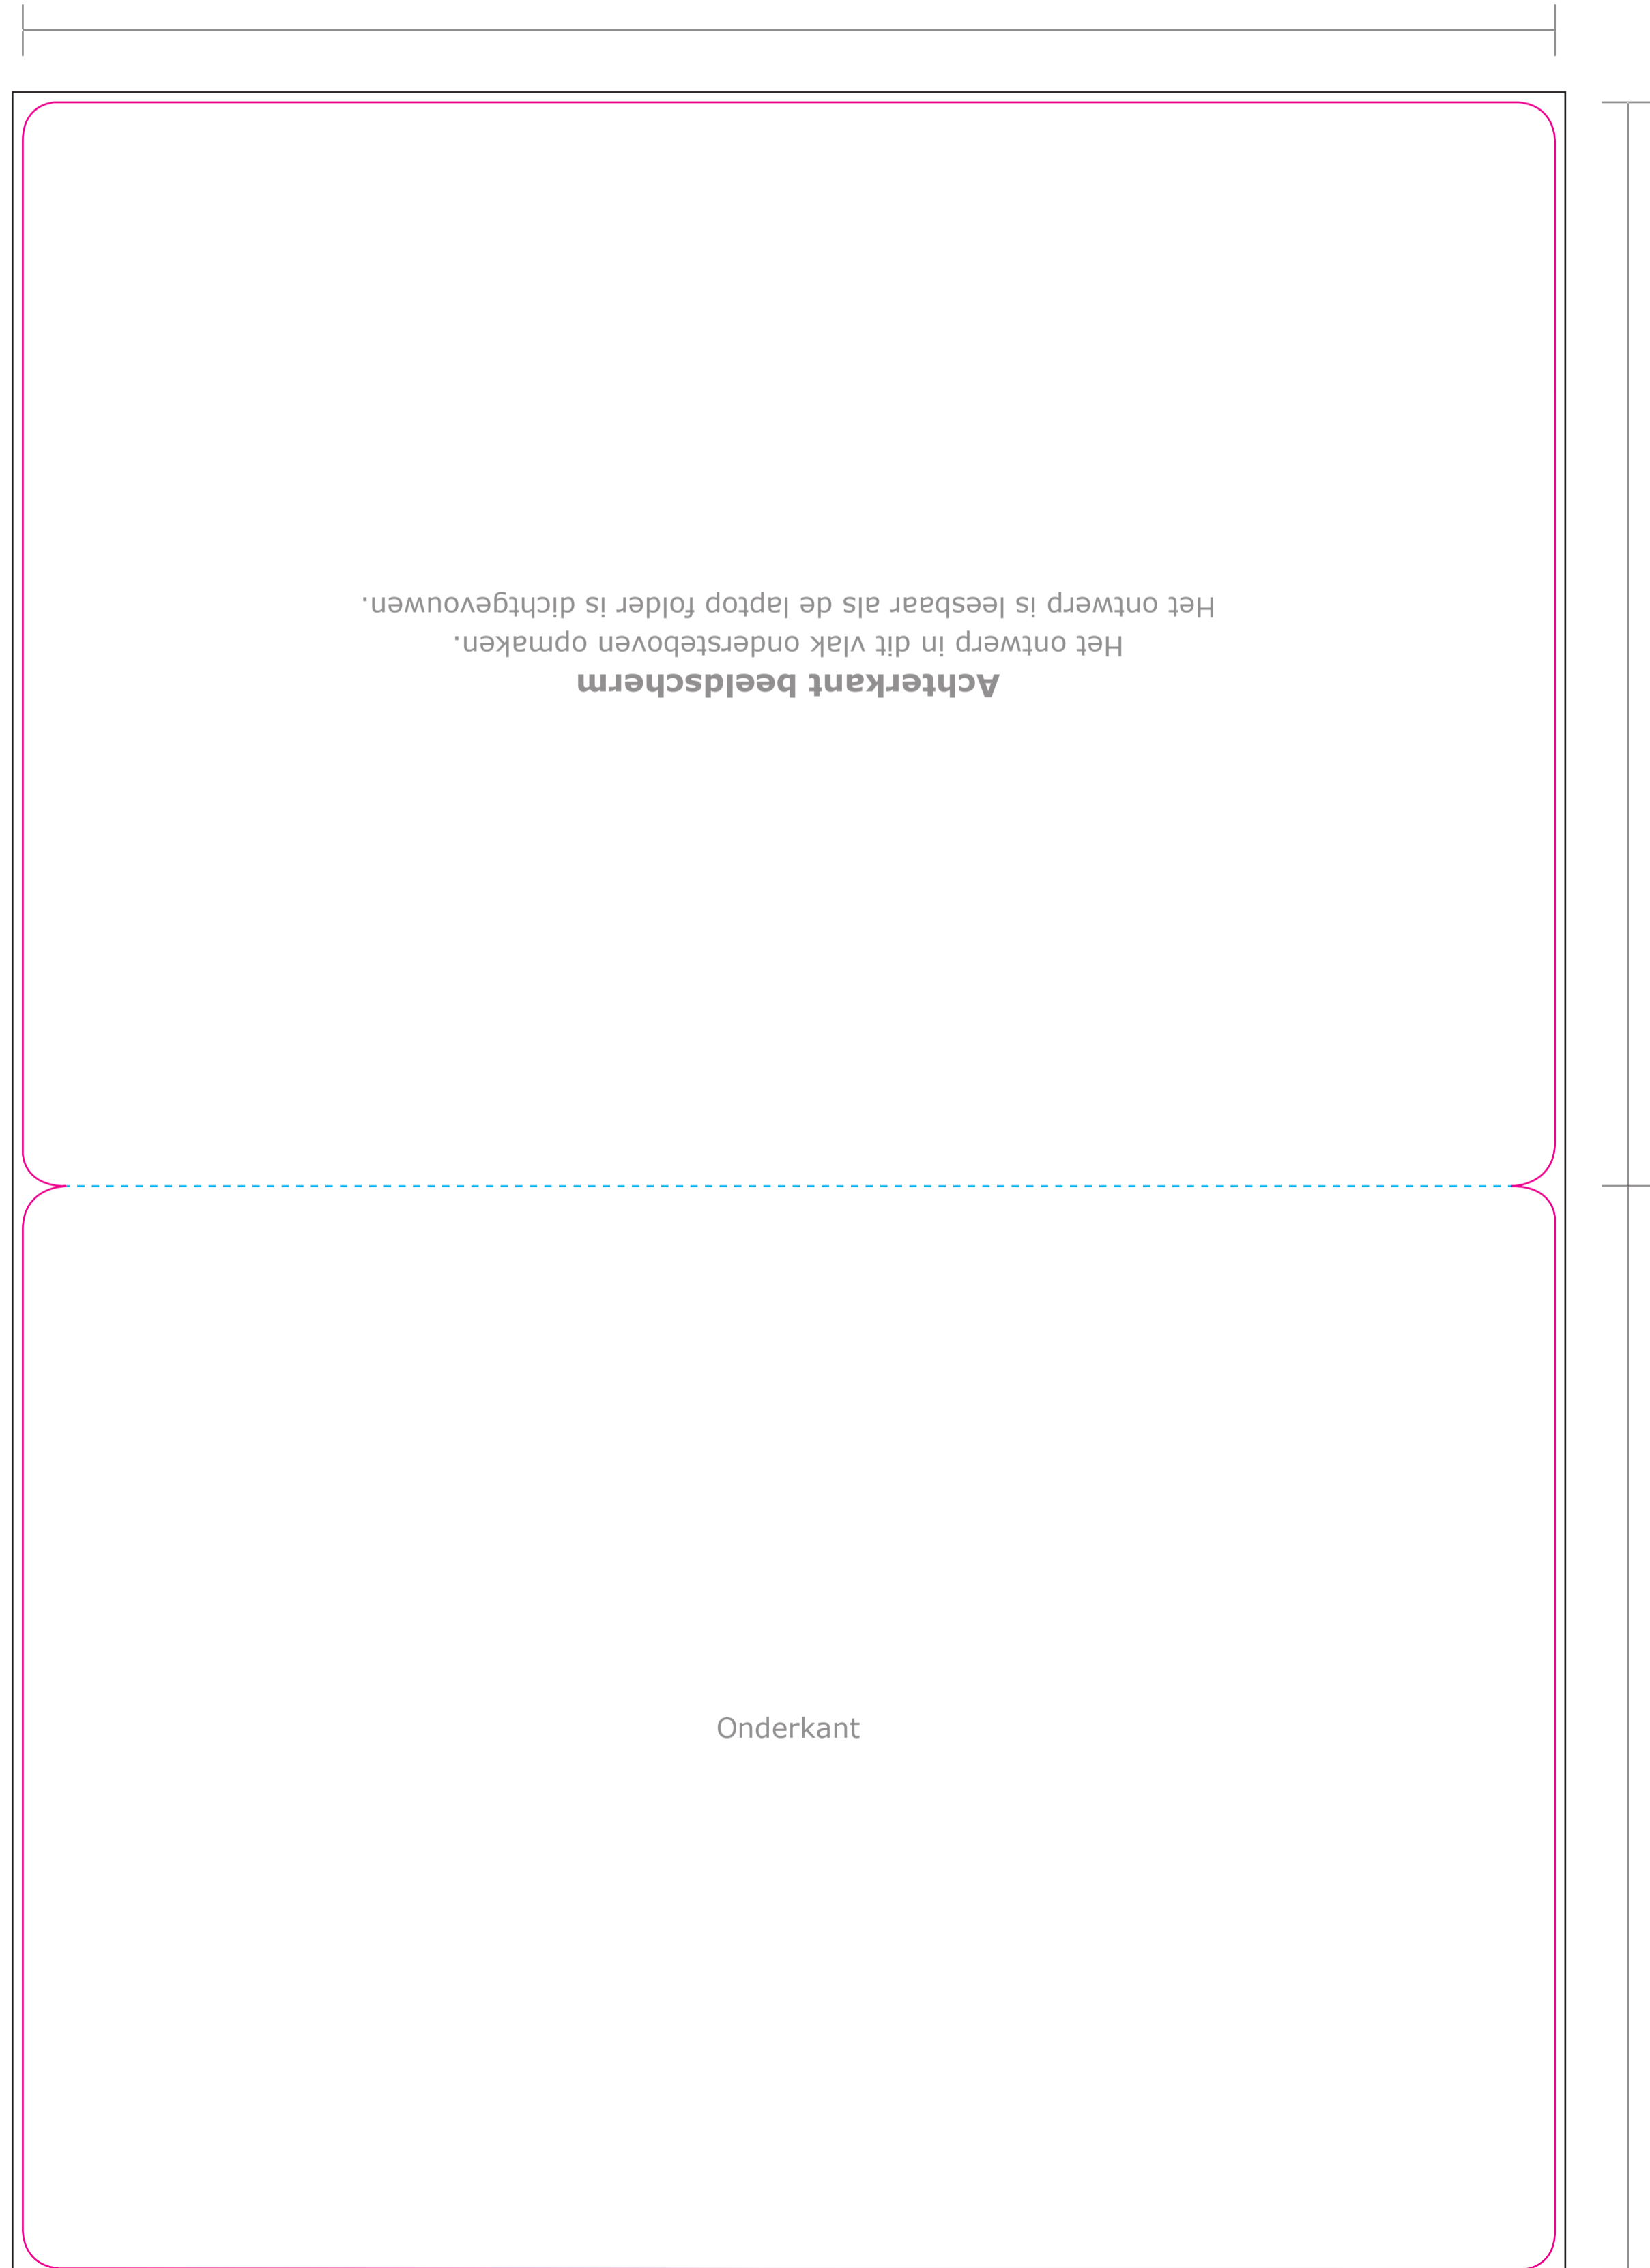 Achterkant beeldscherm
Het ontwerp in dit vlak ondersteboven opmaken.
Het ontwerp is leesbaar als de laptop folder is dichtgevouwen.
Onderkant